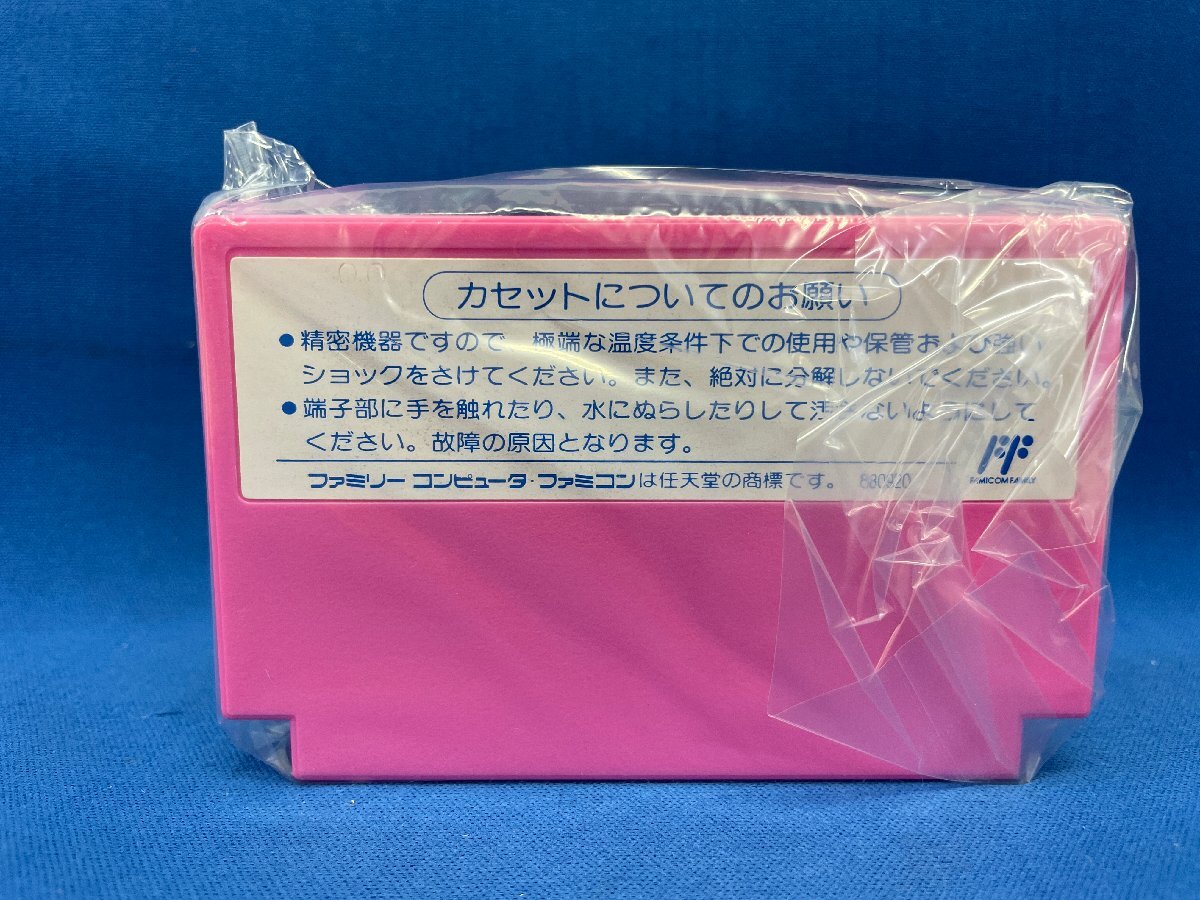 カセットについてのお願い
●精密機器ですので、極端な温度条件下での使用や保管および強い
ショックをさけてください。また、絶対に分解しないでください。
●端子部に手を触れたり、水にぬらしたりして汚さないようにして
ください。故障の原因となります。
ファミリーコンピュータ・ファミコンは任天堂の商標です。 880920
FAMICOM FAMILY